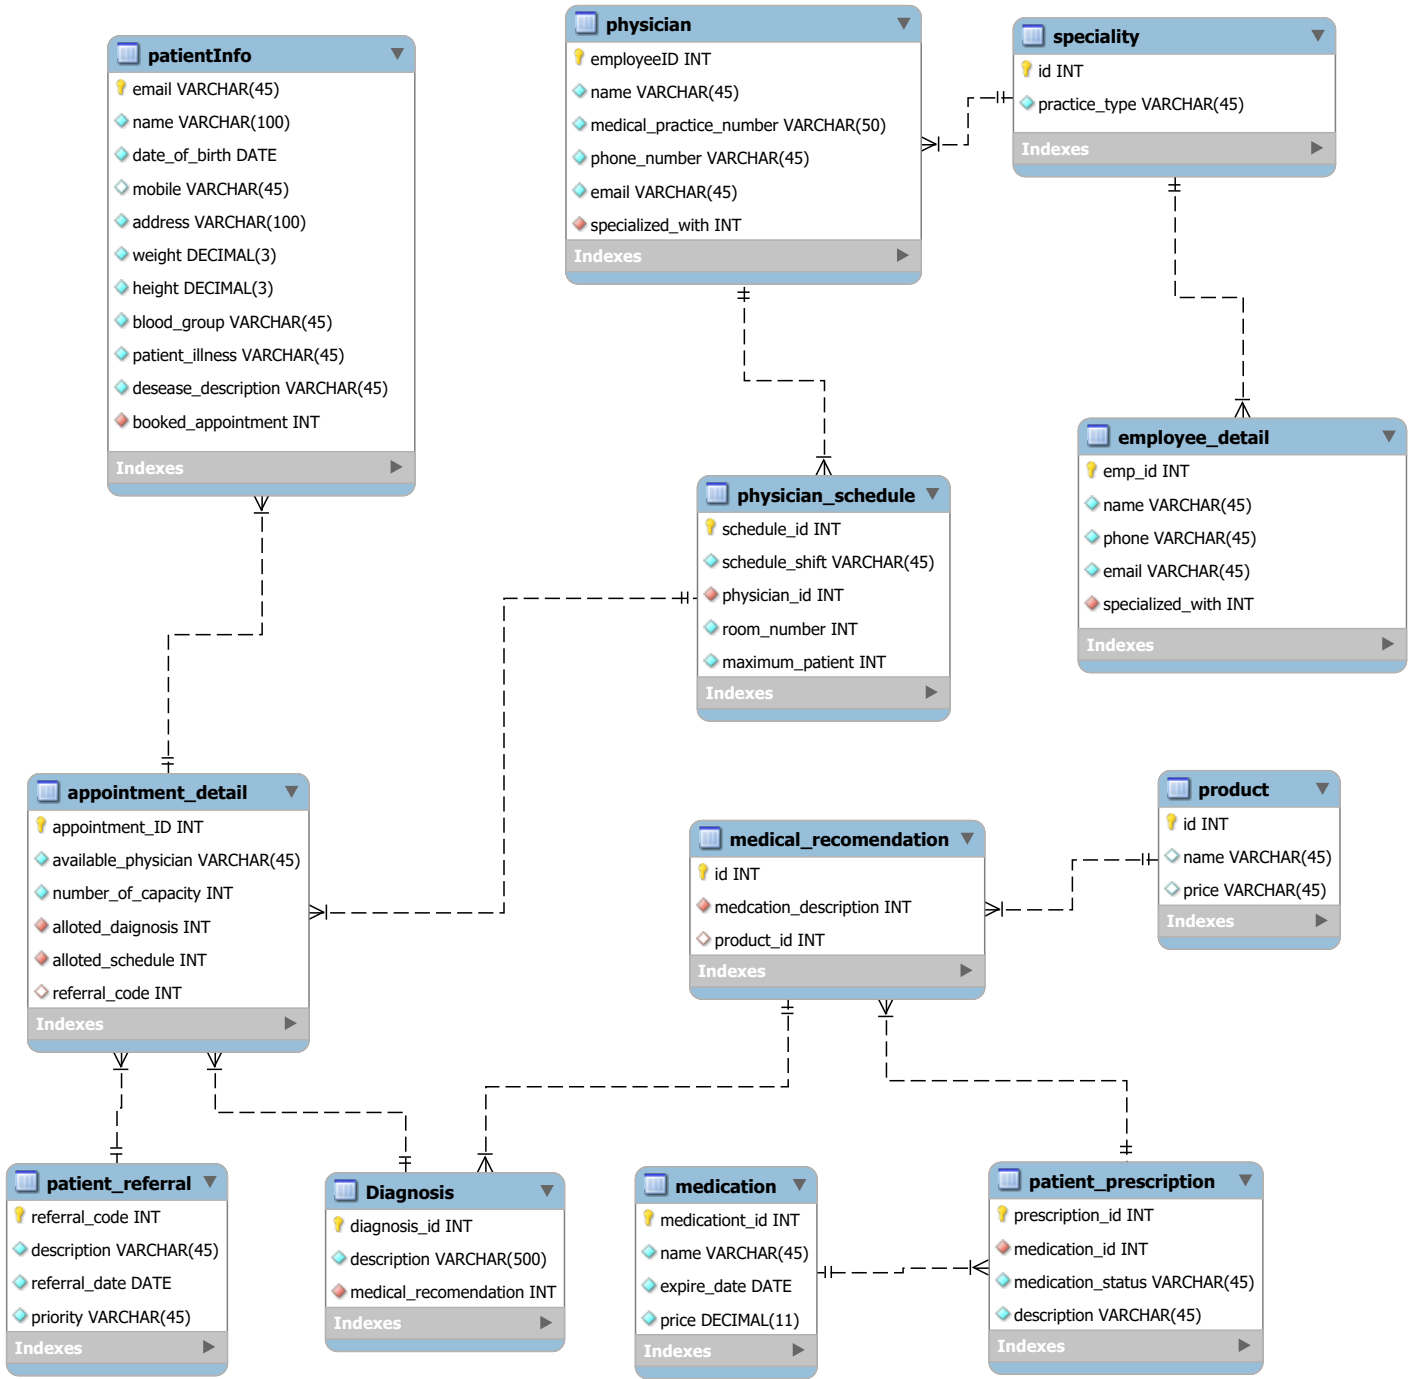 patientInfo
email VARCHAR(45)
name VARCHAR(100)
date_of_birth DATE
mobile VARCHAR(45)
address VARCHAR(100)
weight DECIMAL(3)
height DECIMAL(3)
blood_group VARCHAR(45)
patient_illness VARCHAR(45)
desease_description VARCHAR(45)
booked_appointment INT
Indexes
physician
employeeID INT
name VARCHAR(45)
medical_practice_number VARCHAR(50)
phone_number VARCHAR(45)
email VARCHAR(45)
specialized_with INT
Indexes
speciality
id INT
practice_type VARCHAR(45)
Indexes
physician_schedule
schedule_id INT
schedule_shift VARCHAR(45)
physician_id INT
room_number INT
maximum_patient INT
Indexes
employee_detail
emp_id INT
name VARCHAR(45)
phone VARCHAR(45)
email VARCHAR(45)
specialized_with INT
Indexes
appointment_detail
appointment_ID INT
available_physician VARCHAR(45)
number_of_capacity INT
alloted_daignosis INT
alloted_schedule INT
referral_code INT
Indexes
medical_recomendation
id INT
medcation_description INT
product_id INT
Indexes
product
id INT
name VARCHAR(45)
price VARCHAR(45)
Indexes
patient_referral
referral_code INT
description VARCHAR(45)
referral_date DATE
priority VARCHAR(45)
Indexes
Diagnosis
diagnosis_id INT
description VARCHAR(500)
medical_recomendation INT
Indexes
medication
medicationt_id INT
name VARCHAR(45)
expire_date DATE
price DECIMAL(11)
Indexes
patient_prescription
prescription_id INT
medication_id INT
medication_status VARCHAR(45)
description VARCHAR(45)
Indexes